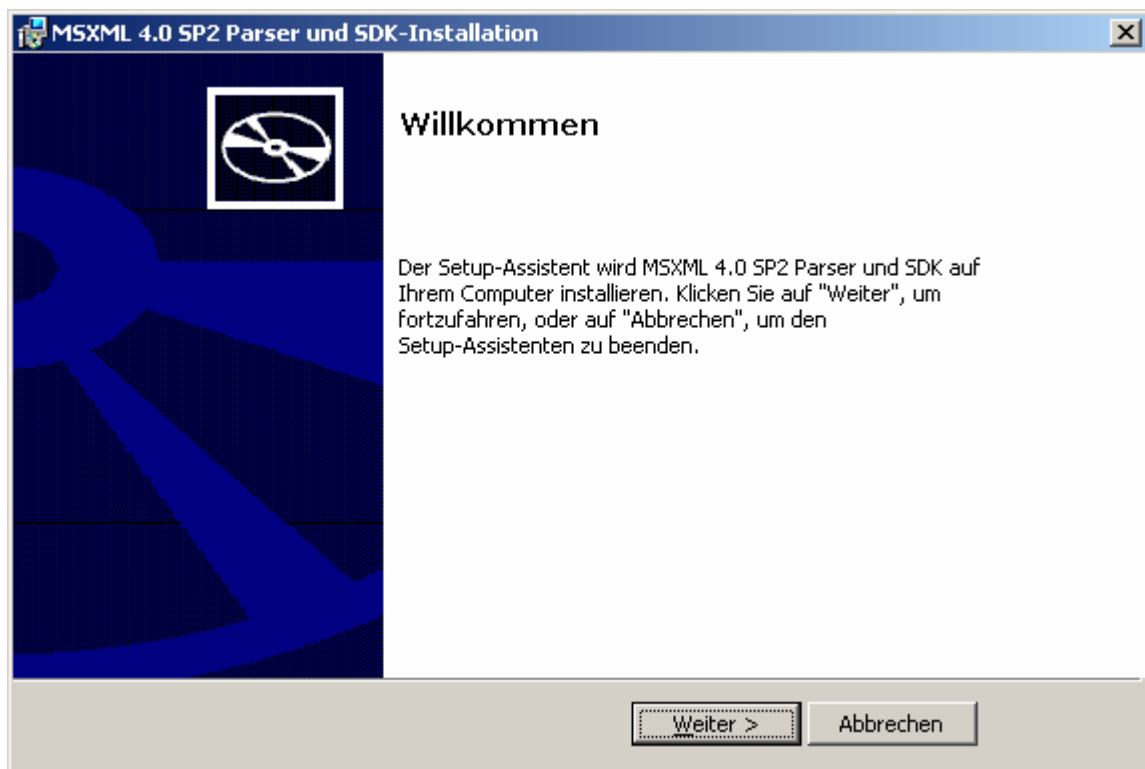 MSXML 4.0 SP2 Parser und SDK-Installation
Willkommen
Der Setup-Assistent wird MSXML 4.0 SP2 Parser und SDK auf
Ihrem Computer installieren. Klicken Sie auf "Weiter", um
fortzufahren, oder auf "Abbrechen", um den
Setup-Assistenten zu beenden.
Weiter >
Abbrechen